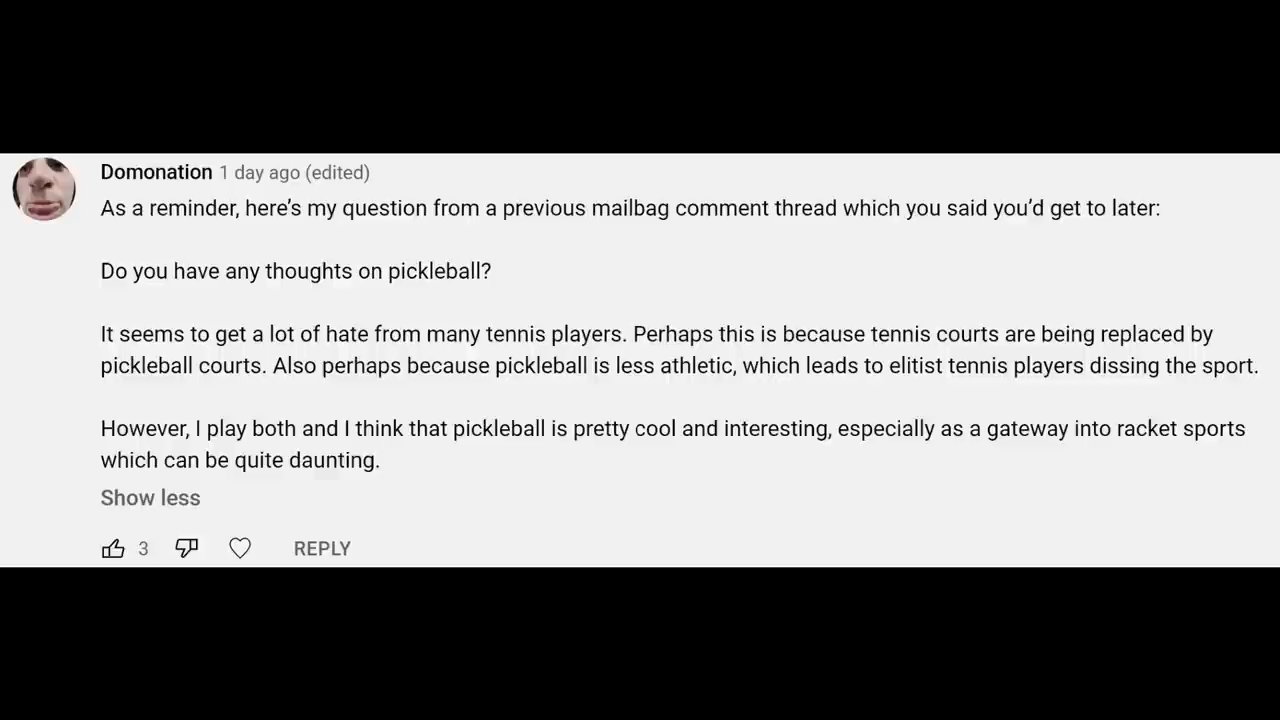 Domonation 1 day ago (edited)
As a reminder, here’s my question from a previous mailbag comment thread which you said you’d get to later:
Do you have any thoughts on pickleball?
It seems to get a lot of hate from many tennis players. Perhaps this is because tennis courts are being replaced by
pickleball courts. Also perhaps because pickleball is less athletic, which leads to elitist tennis players dissing the sport.
However, I play both and I think that pickleball is pretty cool and interesting, especially as a gateway into racket sports
which can be quite daunting.
Show less
3 REPLY